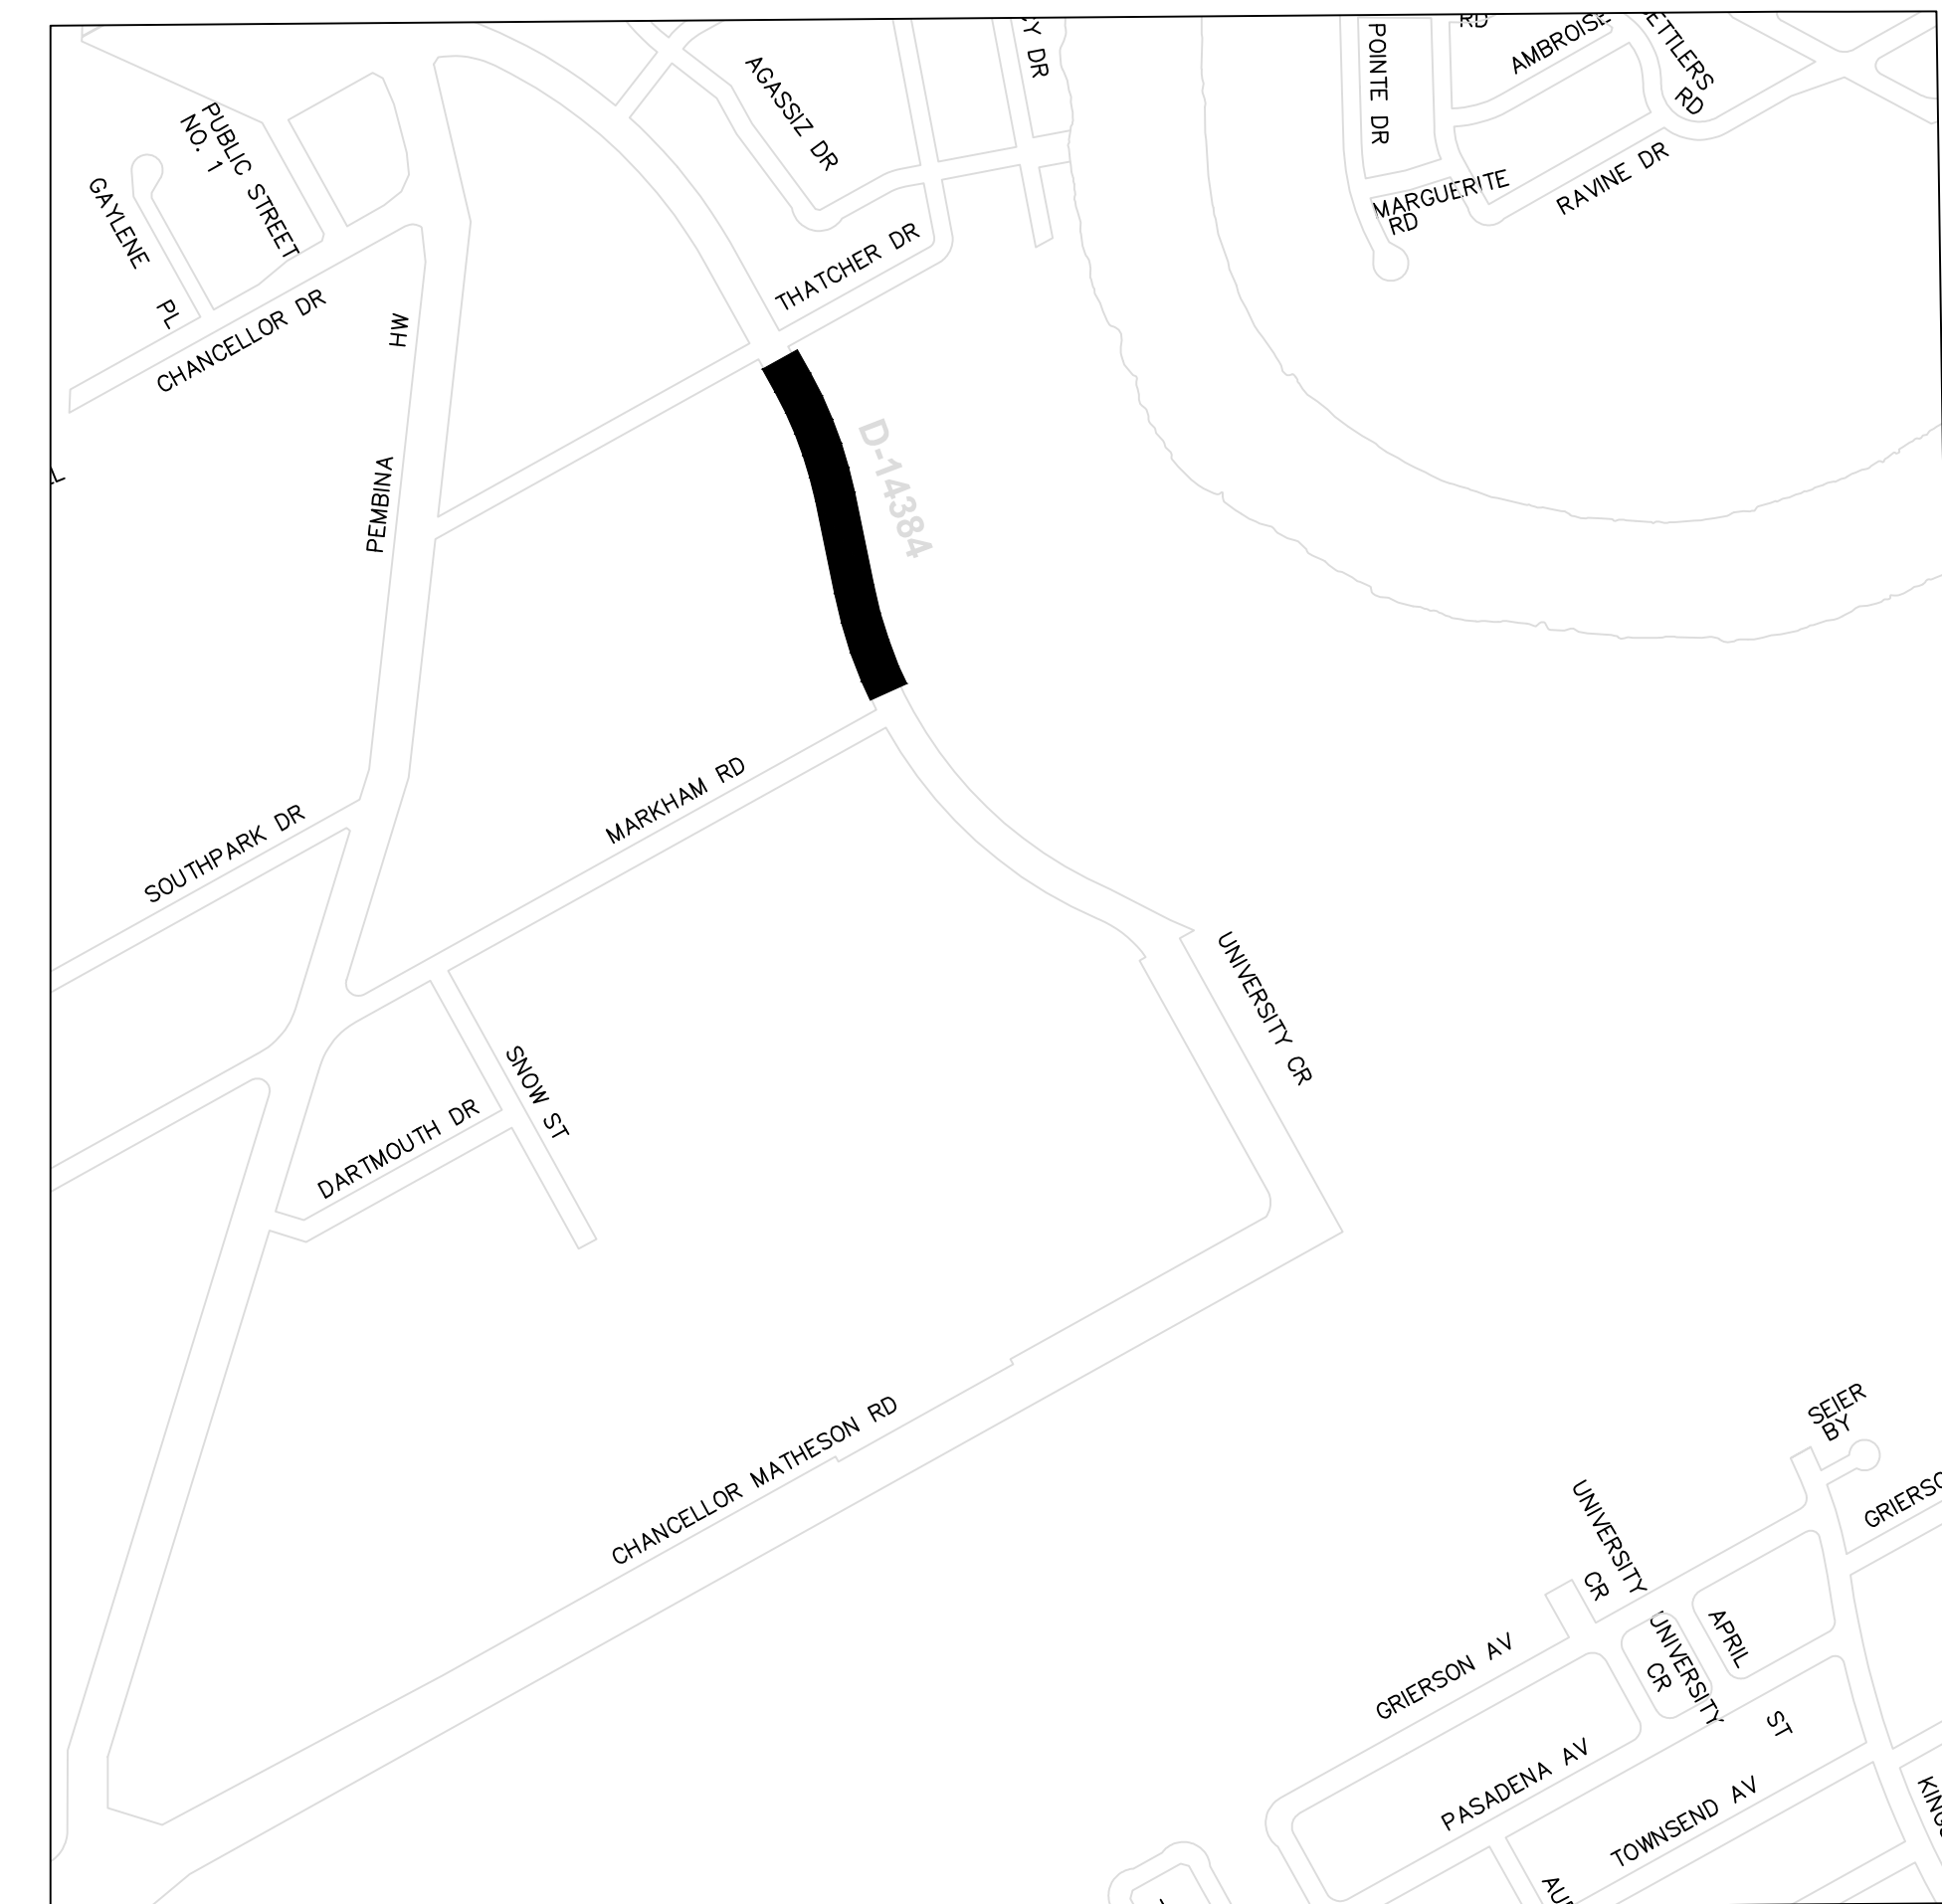 Y DR
POINTE DR
RD
AMBROISE
ETTLERS
RD
AGASSIZ DR
PUBLIC STREET
NO. 1
GAYLENE PL
MARGUERITE
RD
RAVINE DR
THATCHER DR
CHANCELLOR DR
PEMBINA HW
D-14384
MARKHAM RD
SOUTHPARK DR
UNIVERSITY CR
SNOW ST
DARTMOUTH DR
CHANCELLOR MATHESON RD
SEIER
BY
GRIERSO
UNIVERSITY
CR
GRIERSON AV
UNIVERSITY
CR
APRIL ST
PASADENA AV
TOWNSEND AV